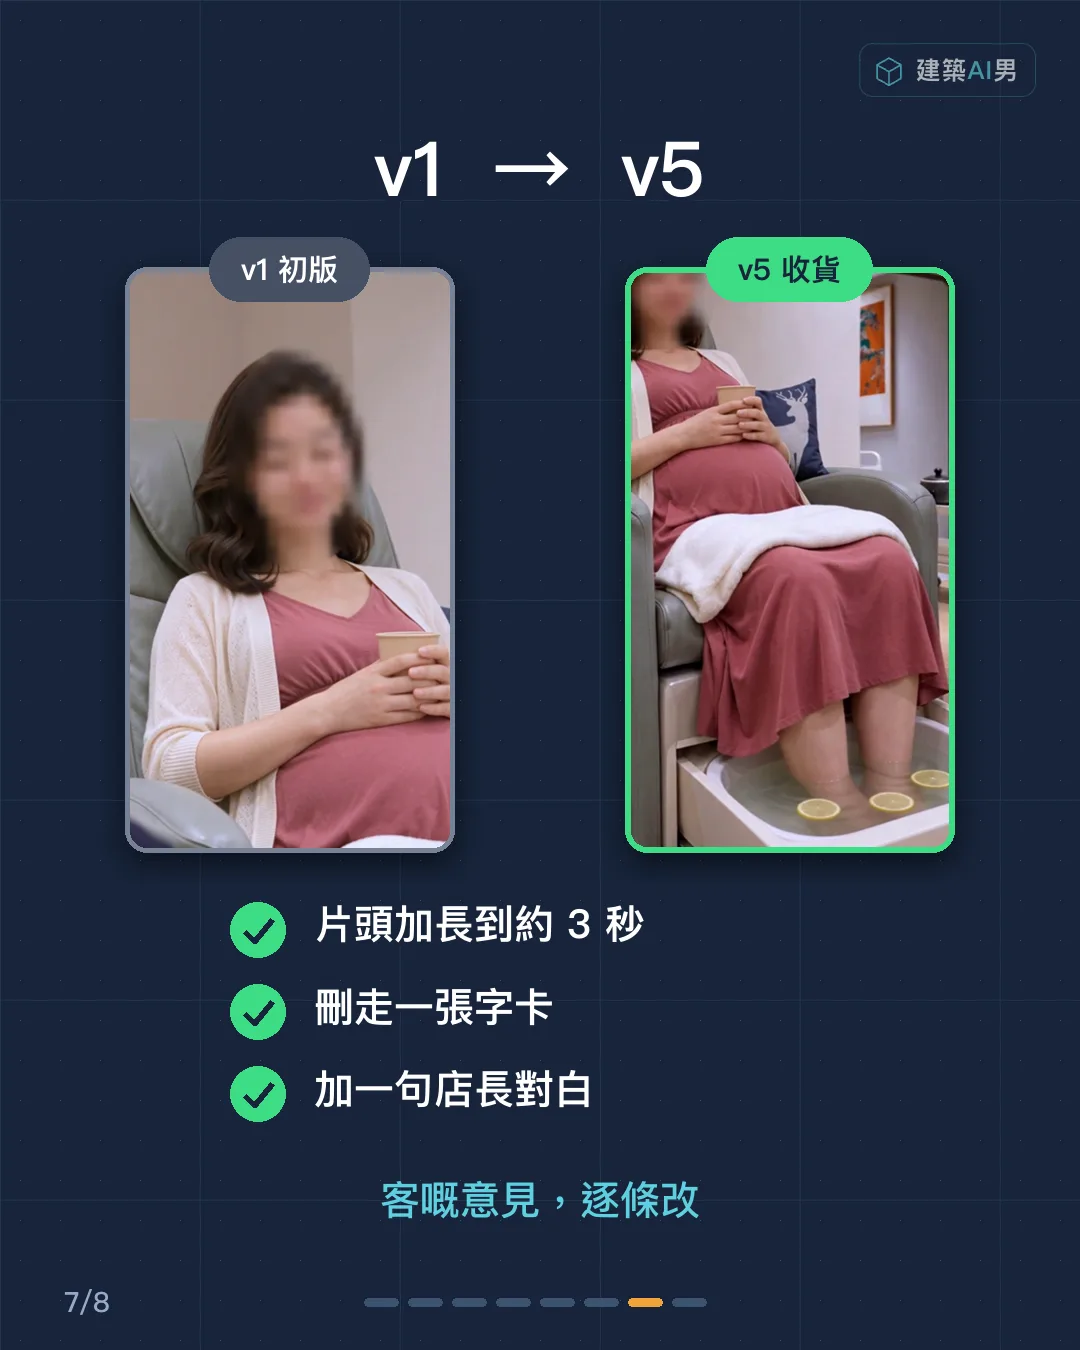 建築AI男
v1 → v5
v1 初版
v5 收貨
片頭加長到約 3 秒
刪走一張字卡
加一句店長對白
客嘅意見，逐條改
7/8